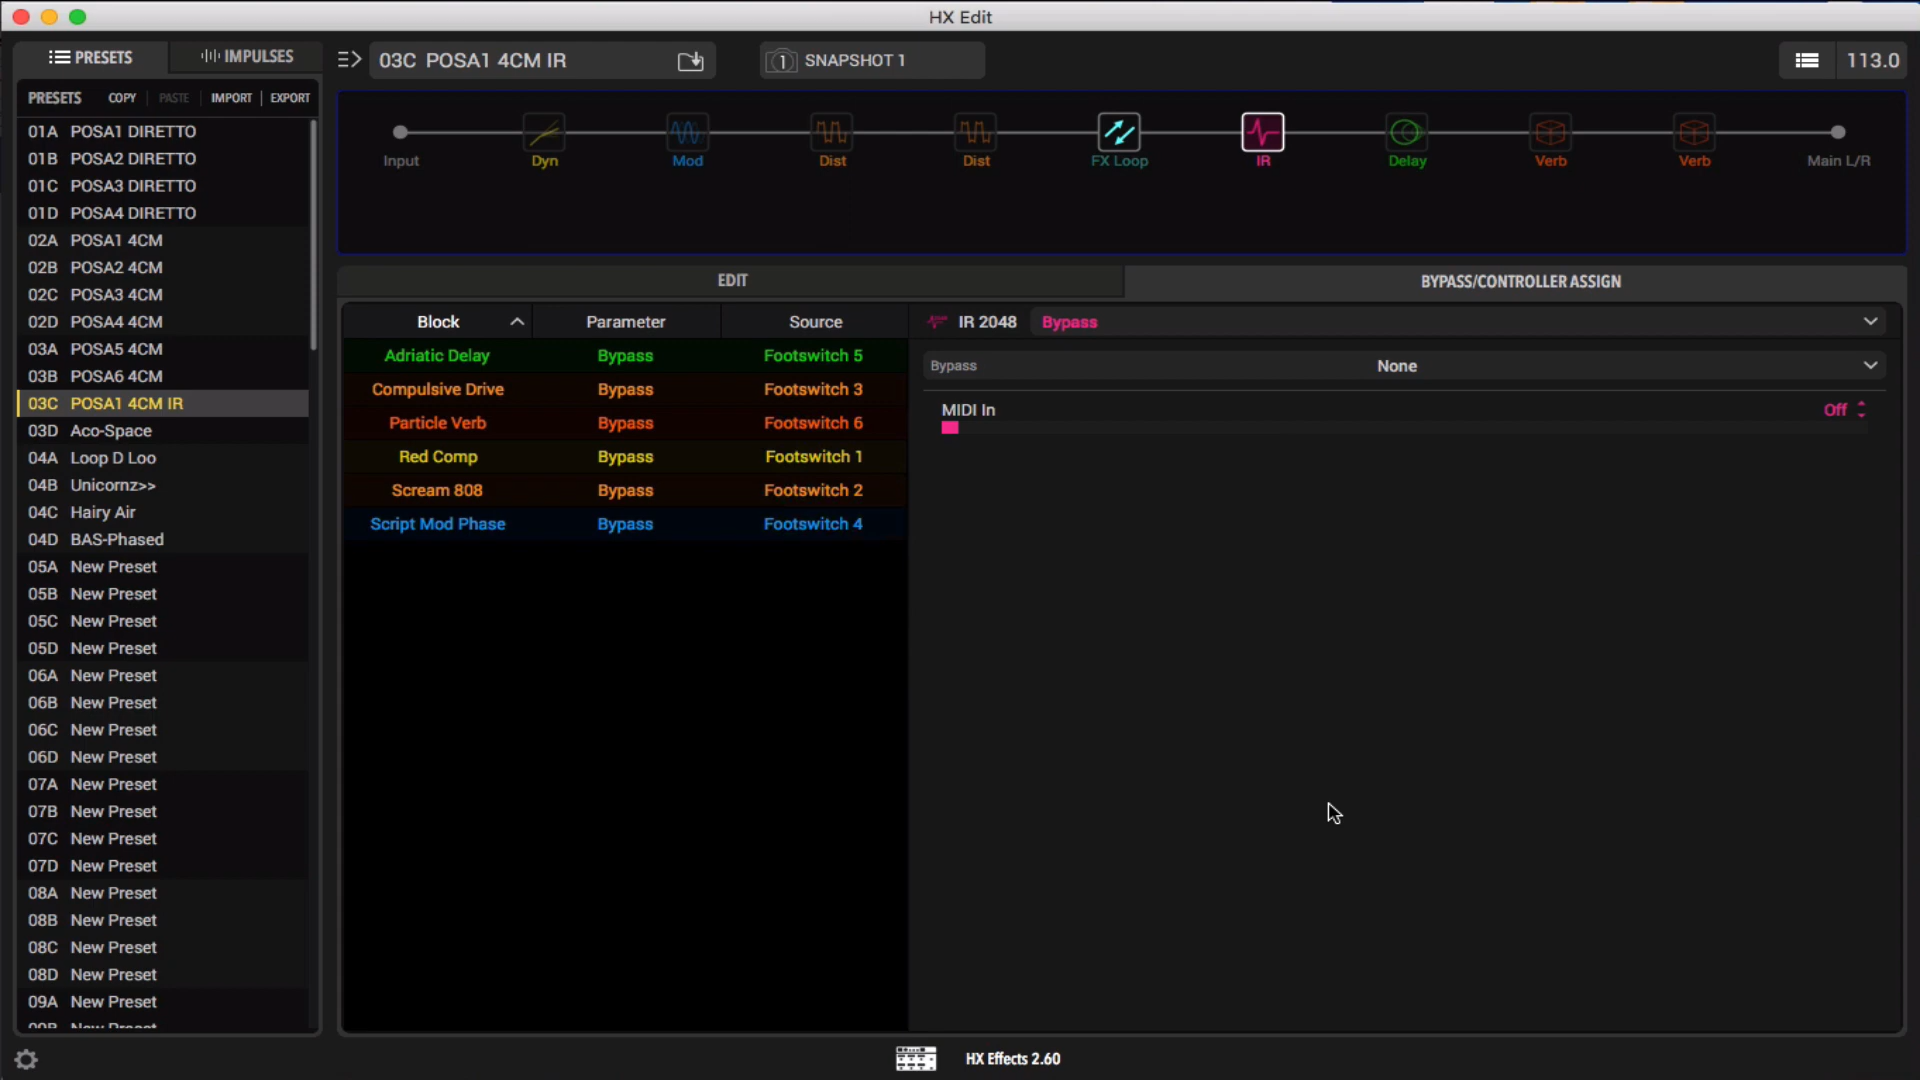 HX Edit
PRESETS
IMPULSES
03C POSA1 4CM IR
1 SNAPSHOT 1
113.0
PRESETS COPY PASTE IMPORT EXPORT
01A POSA1 DIRETTO
01B POSA2 DIRETTO
01C POSA3 DIRETTO
01D POSA4 DIRETTO
02A POSA1 4CM
02B POSA2 4CM
02C POSA3 4CM
02D POSA4 4CM
03A POSA5 4CM
03B POSA6 4CM
03C POSA1 4CM IR
03D Aco-Space
04A Loop D Loo
04B Unicornz>>
04C Hairy Air
04D BAS-Phased
05A New Preset
05B New Preset
05C New Preset
05D New Preset
06A New Preset
06B New Preset
06C New Preset
06D New Preset
07A New Preset
07B New Preset
07C New Preset
07D New Preset
08A New Preset
08B New Preset
08C New Preset
08D New Preset
09A New Preset
09B New Preset
Input Dyn Mod Dist Dist FX Loop IR Delay Verb Verb Main L/R
EDIT
BYPASS/CONTROLLER ASSIGN
Block Parameter Source
Adriatic Delay Bypass Footswitch 5
Compulsive Drive Bypass Footswitch 3
Particle Verb Bypass Footswitch 6
Red Comp Bypass Footswitch 1
Scream 808 Bypass Footswitch 2
Script Mod Phase Bypass Footswitch 4
IR 2048 Bypass
Bypass None
MIDI In Off
HX Effects 2.60